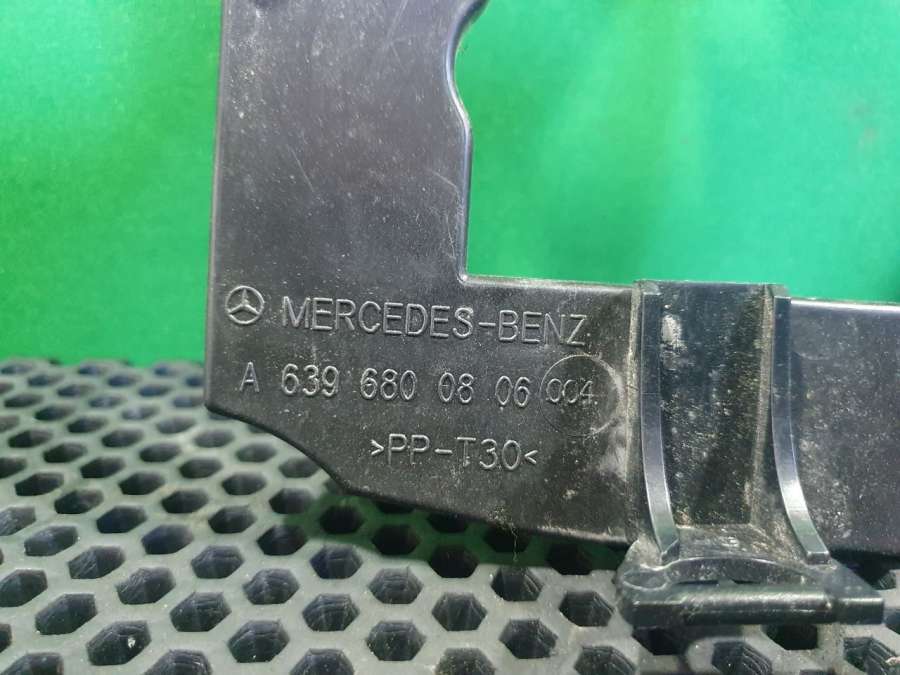 MERCEDES-BENZ
A 639 680 08 06 004
>PP-T30<